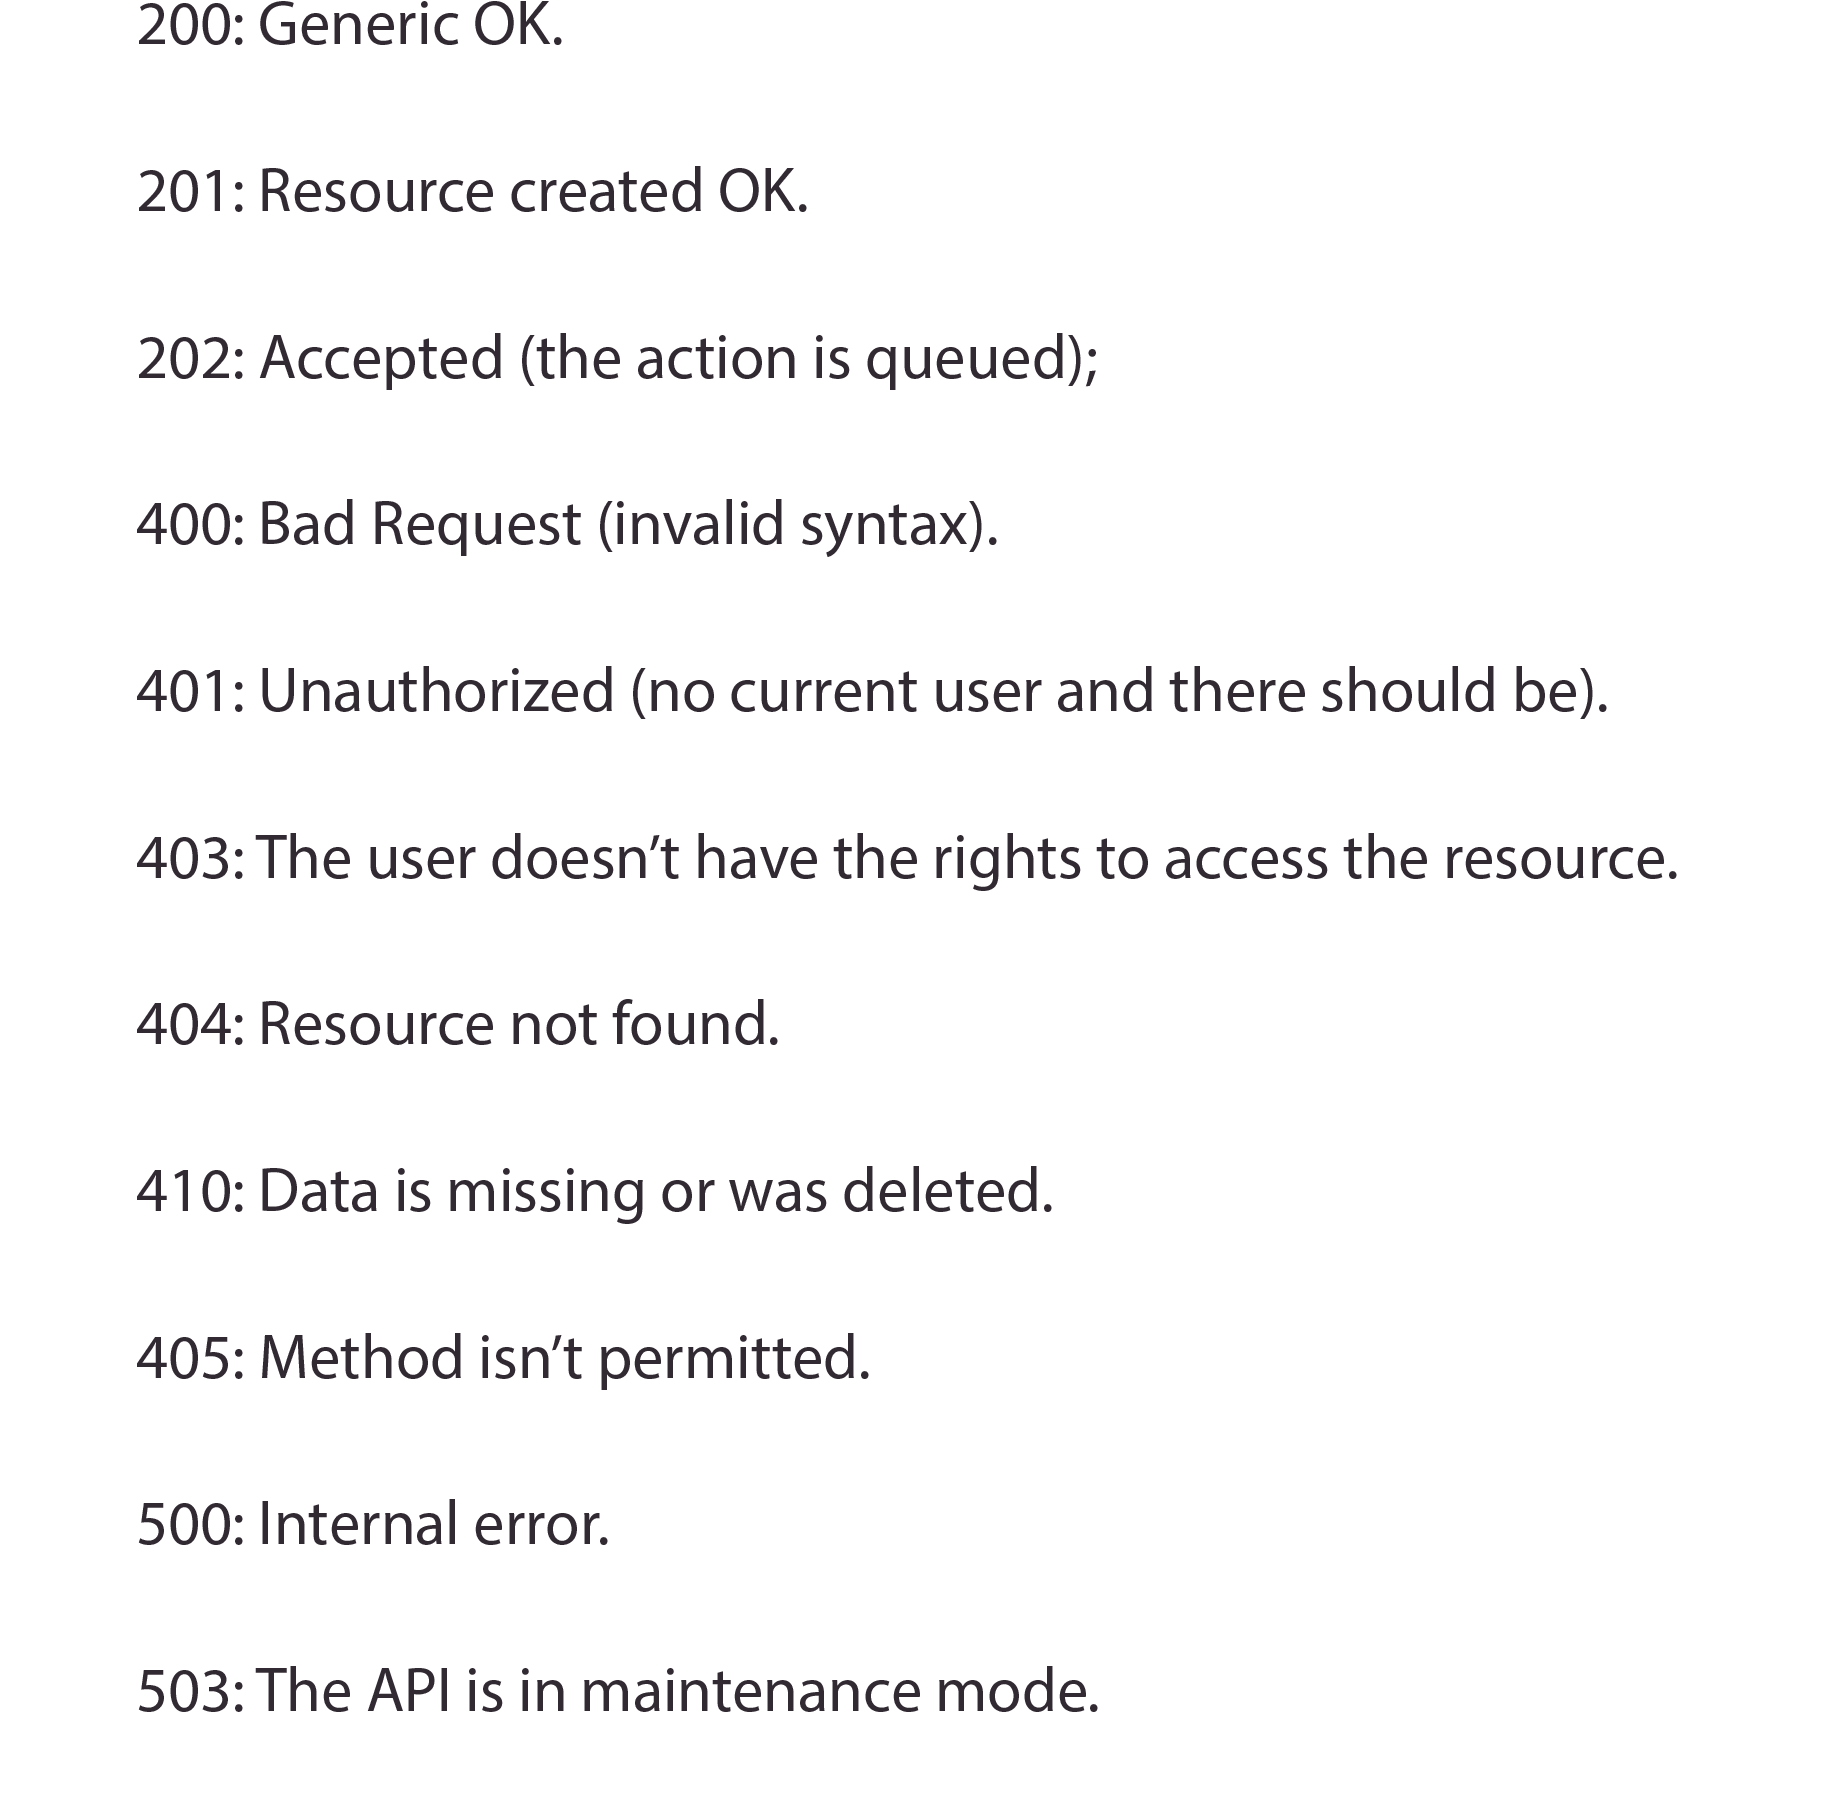 200: Generic OK.
201: Resource created OK.
202: Accepted (the action is queued);
400: Bad Request (invalid syntax).
401: Unauthorized (no current user and there should be).
403: The user doesn’t have the rights to access the resource.
404: Resource not found.
410: Data is missing or was deleted.
405: Method isn’t permitted.
500: Internal error.
503: The API is in maintenance mode.